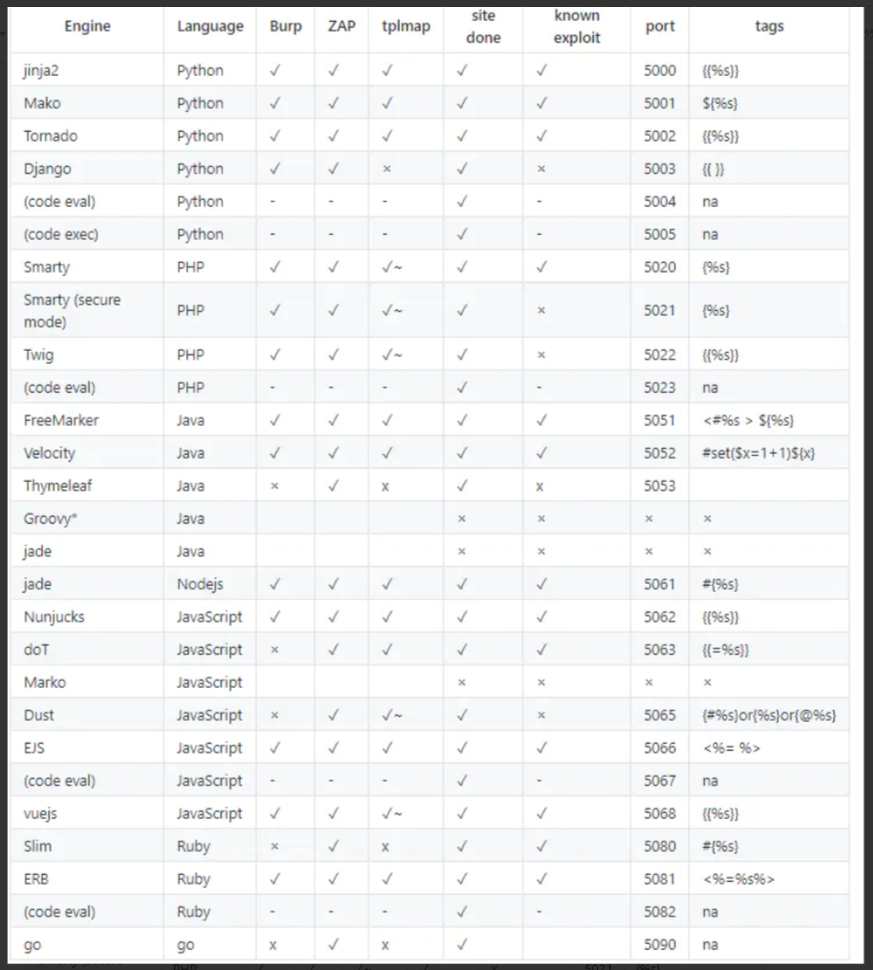 Engine Language Burp ZAP tplmap site done known exploit port tags
jinja2 Python ✓ ✓ ✓ ✓ ✓ 5000 {{%s}}
Mako Python ✓ ✓ ✓ ✓ ✓ 5001 ${%s}
Tornado Python ✓ ✓ ✓ ✓ ✓ 5002 {{%s}}
Django Python ✓ ✓ × ✓ × 5003 {{ }}
(code eval) Python - - - ✓ - 5004 na
(code exec) Python - - - ✓ - 5005 na
Smarty PHP ✓ ✓ ✓~ ✓ ✓ 5020 {%s}
Smarty (secure mode) PHP ✓ ✓ ✓~ ✓ × 5021 {%s}
Twig PHP ✓ ✓ ✓~ ✓ × 5022 {{%s}}
(code eval) PHP - - - ✓ - 5023 na
FreeMarker Java ✓ ✓ ✓ ✓ ✓ 5051 <#%s > ${%s}
Velocity Java ✓ ✓ ✓ ✓ ✓ 5052 #set($x=1+1)${x}
Thymeleaf Java × ✓ x ✓ x 5053
Groovy* Java × × × ×
jade Java × × × ×
jade Nodejs ✓ ✓ ✓ ✓ ✓ 5061 #{%s}
Nunjucks JavaScript ✓ ✓ ✓ ✓ ✓ 5062 {{%s}}
doT JavaScript × ✓ ✓ ✓ ✓ 5063 {{=%s}}
Marko JavaScript × × × ×
Dust JavaScript × ✓ ✓~ ✓ × 5065 {#%s}or{%s}or{@%s}
EJS JavaScript ✓ ✓ ✓ ✓ ✓ 5066 <%= %>
(code eval) JavaScript - - - ✓ - 5067 na
vuejs JavaScript ✓ ✓ ✓~ ✓ ✓ 5068 {{%s}}
Slim Ruby × ✓ x ✓ ✓ 5080 #{%s}
ERB Ruby ✓ ✓ ✓ ✓ ✓ 5081 <%=%s%>
(code eval) Ruby - - - ✓ - 5082 na
go go x ✓ x ✓ 5090 na